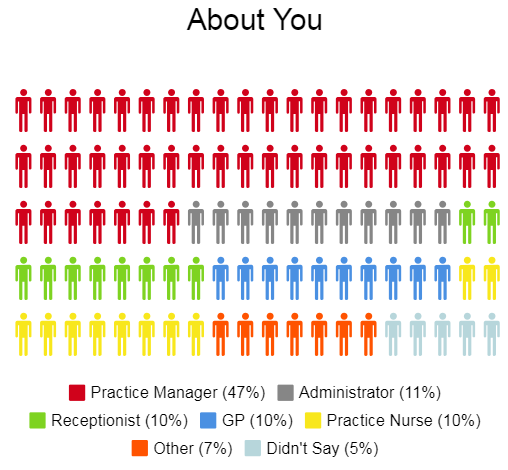 About You
Practice Manager (47%) Administrator (11%)
Receptionist (10%) GP (10%) Practice Nurse (10%)
Other (7%) Didn't Say (5%)